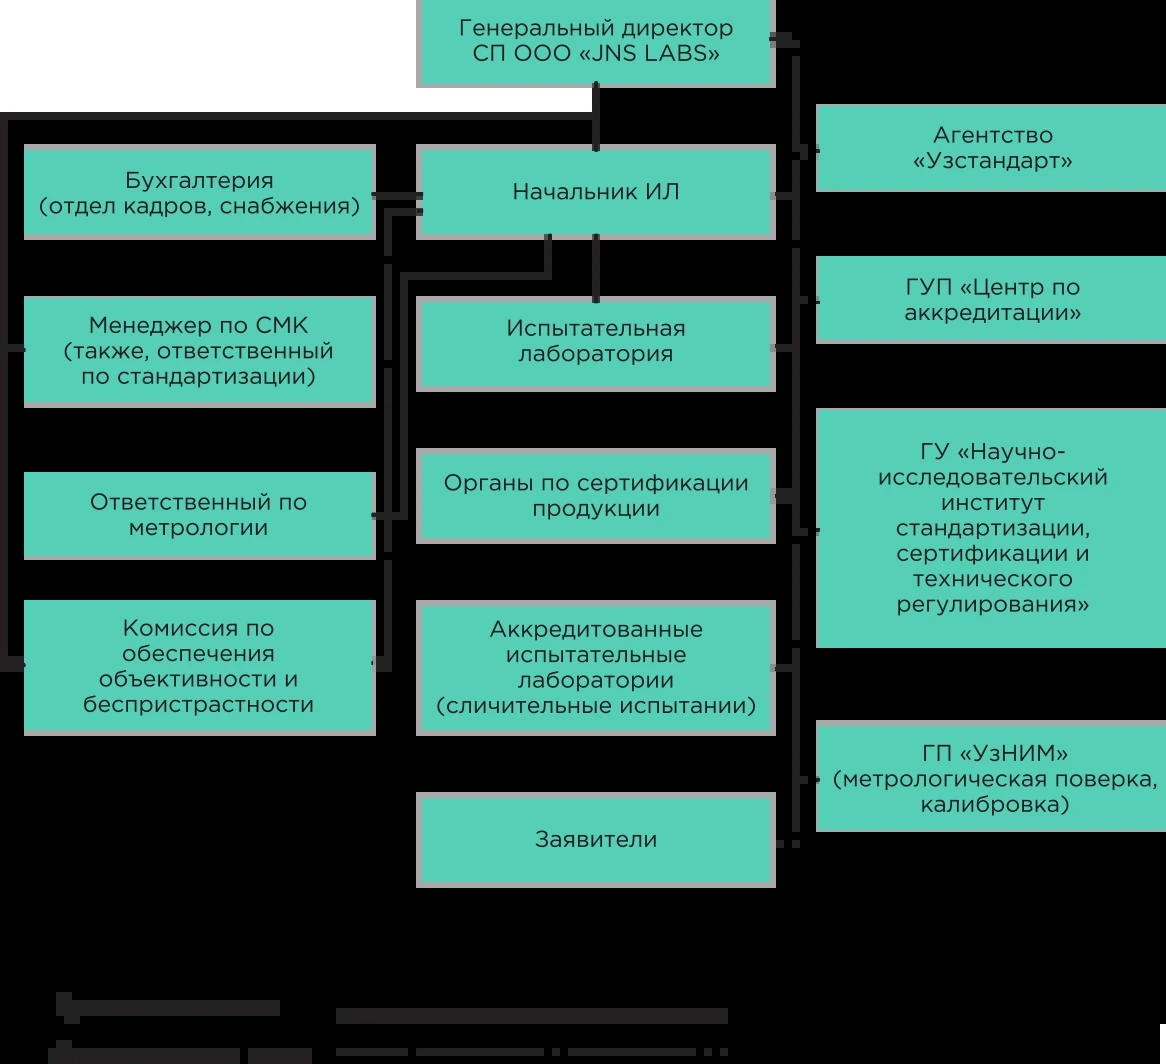 Генеральный директор
СП ООО «JNS LABS»
Агентство
«Узстандарт»
Бухгалтерия
(отдел кадров, снабжения)
Начальник ИЛ
ГУП «Центр по
аккредитации»
Менеджер по СМК
(также, ответственный
по стандартизации)
Испытательная
лаборатория
ГУ «Научно-
исследовательский
институт
стандартизации,
сертификации и
технического
регулирования»
Ответственный по
метрологии
Органы по сертификации
продукции
Комиссия по
обеспечения
объективности и
беспристрастности
Аккредитованные
испытательные
лаборатории
(сличительные испытании)
ГП «УзНИМ»
(метрологическая поверка,
калибровка)
Заявители